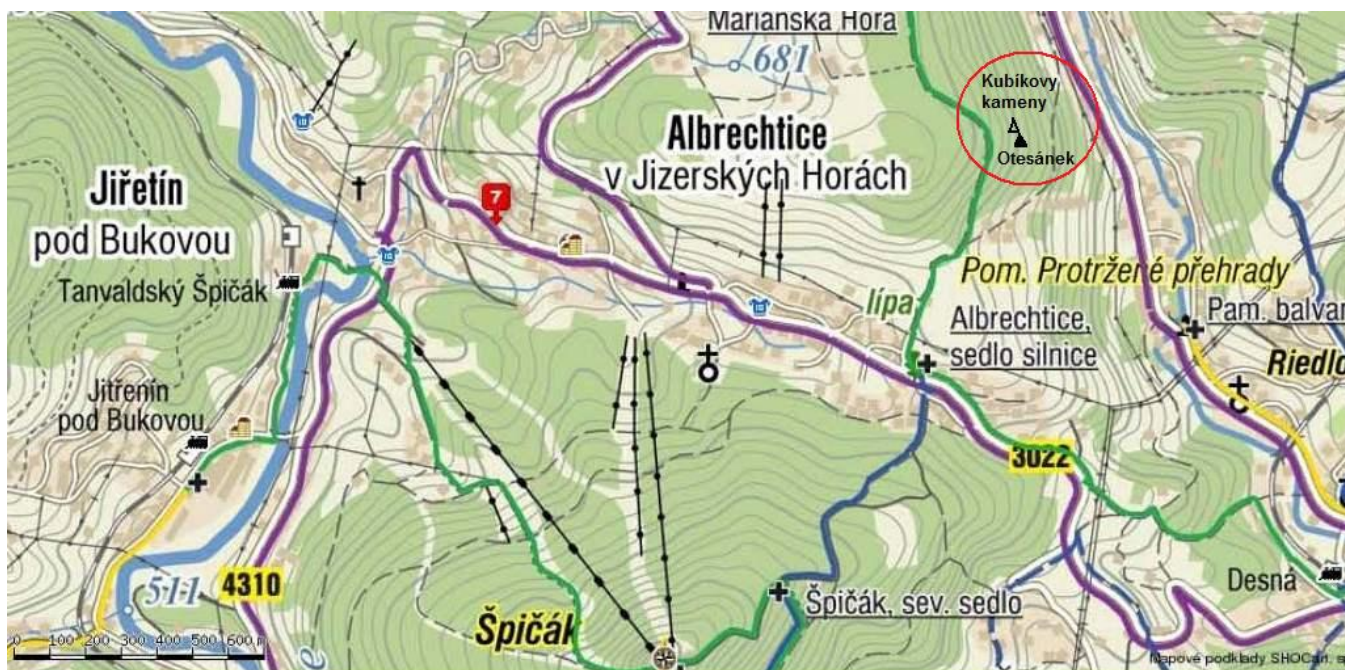 Mariánská Hora
681
Kubíkovy
kameny
Otesánek
Albrechtice
v Jizerských Horách
Jiřetín
pod Bukovou
7
Tanvaldský Špičák
Pom. Protržené přehrady
lípa
Albrechtice,
sedlo silnice
Pam. balvan
Riedlo
Jitřenín
pod Bukovou
3022
4310
511
Špičák
Špičák, sev. sedlo
Desná
0 100 200 300 400 500 600 m
Mapové podklady SHOCart, s